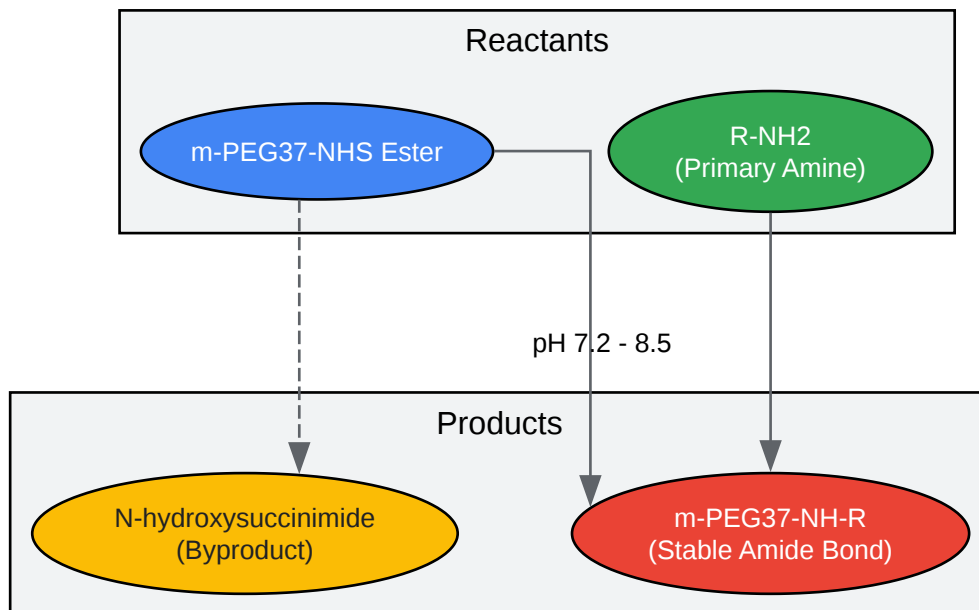 Reactants
m-PEG37-NHS Ester
R-NH2
(Primary Amine)
pH 7.2 - 8.5
Products
N-hydroxysuccinimide
(Byproduct)
m-PEG37-NH-R
(Stable Amide Bond)